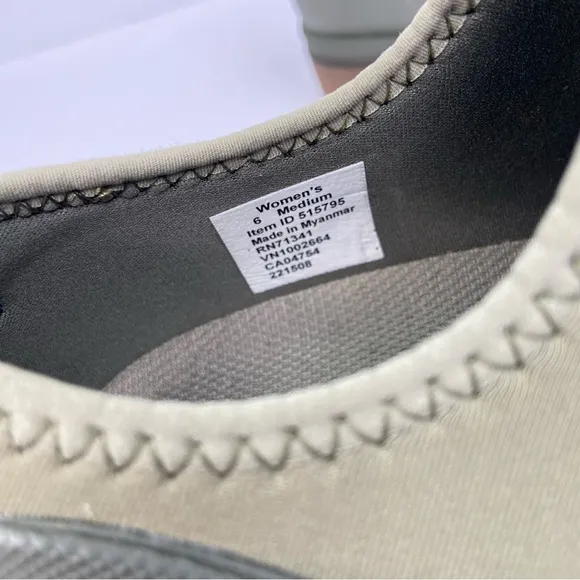 Women's
6 Medium
Item ID 515795
Made in Myanmar
RN71341
VN1002664
CA04754
221508